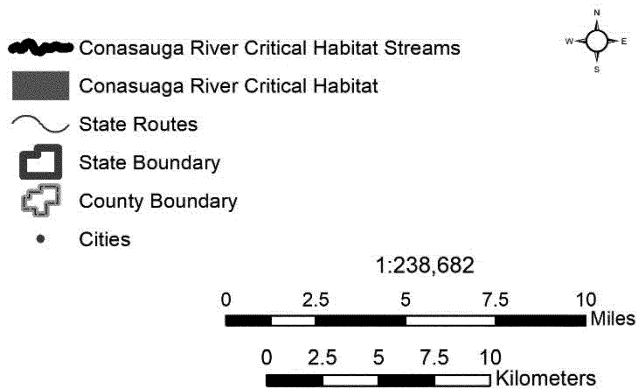 N
W E
S
Conasauga River Critical Habitat Streams
Conasuaga River Critical Habitat
State Routes
State Boundary
County Boundary
Cities
1:238,682
0 2.5 5 7.5 10
Miles
0 2.5 5 7.5 10
Kilometers